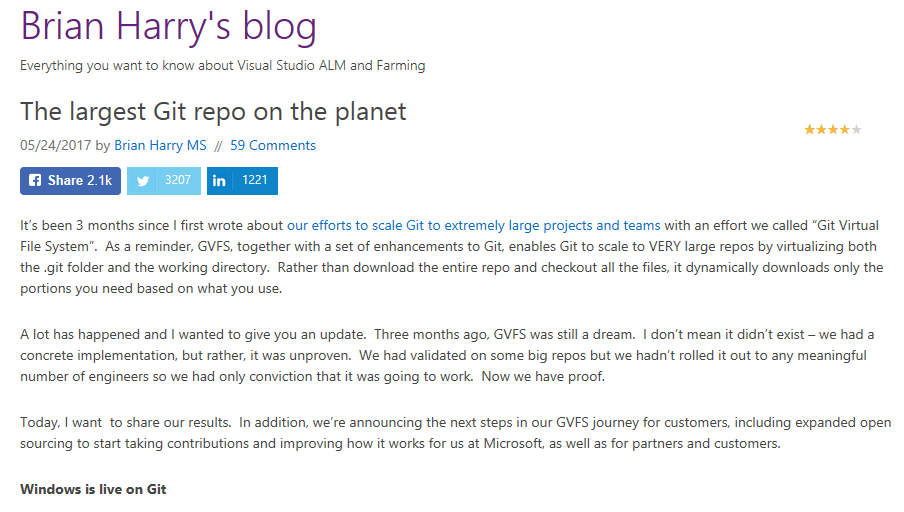 Brian Harry's blog
Everything you want to know about Visual Studio ALM and Farming
The largest Git repo on the planet
05/24/2017 by Brian Harry MS // 59 Comments
Share 2.1k 3207 in 1221
It's been 3 months since I first wrote about our efforts to scale Git to extremely large projects and teams with an effort we called “Git Virtual
File System”.  As a reminder, GVFS, together with a set of enhancements to Git, enables Git to scale to VERY large repos by virtualizing both
the .git folder and the working directory.  Rather than download the entire repo and checkout all the files, it dynamically downloads only the
portions you need based on what you use.
A lot has happened and I wanted to give you an update.  Three months ago, GVFS was still a dream.  I don't mean it didn't exist – we had a
concrete implementation, but rather, it was unproven.  We had validated on some big repos but we hadn't rolled it out to any meaningful
number of engineers so we had only conviction that it was going to work.  Now we have proof.
Today, I want  to share our results.  In addition, we're announcing the next steps in our GVFS journey for customers, including expanded open
sourcing to start taking contributions and improving how it works for us at Microsoft, as well as for partners and customers.
Windows is live on Git